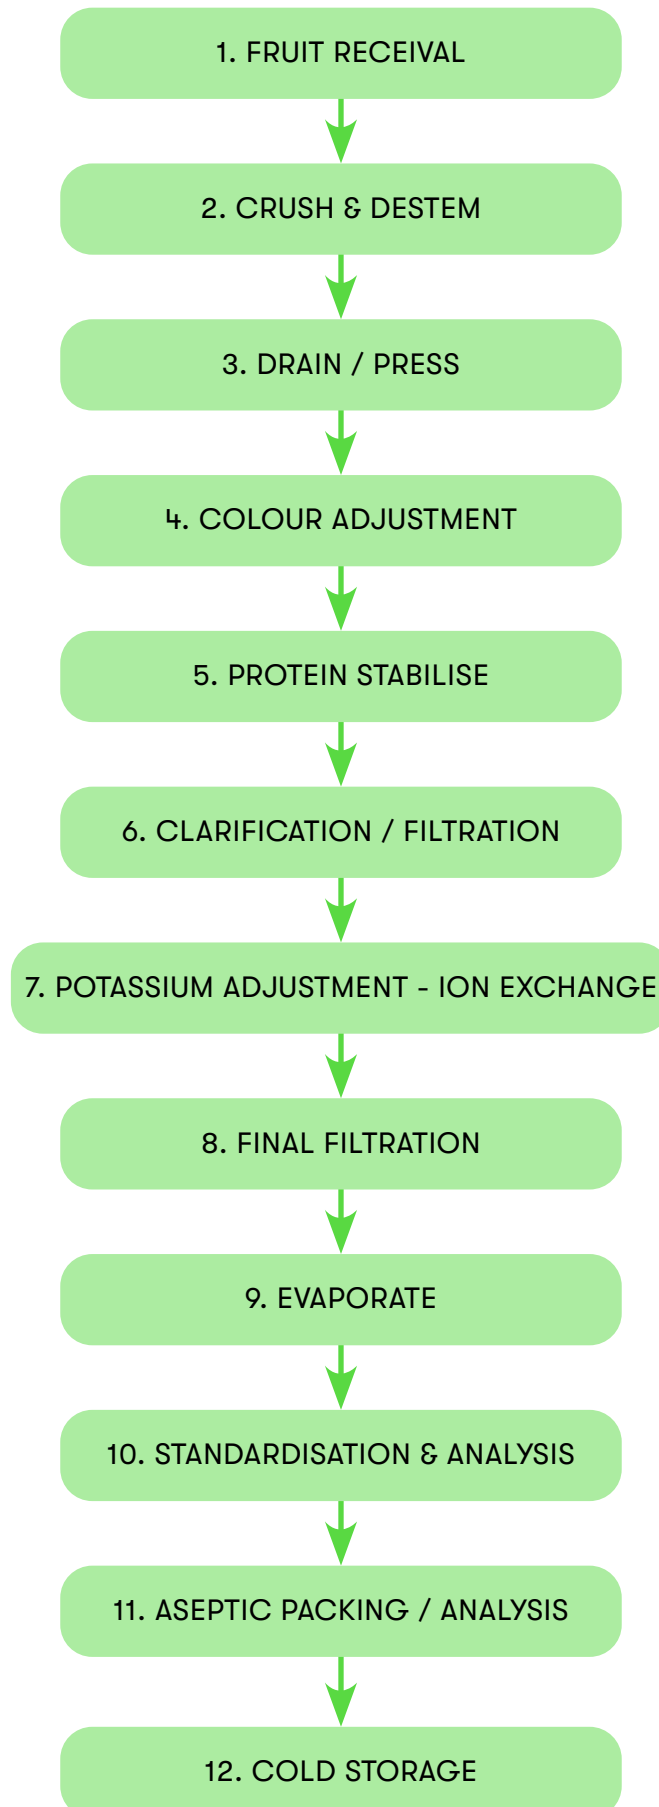 1. FRUIT RECEIVAL
2. CRUSH & DESTEM
3. DRAIN / PRESS
4. COLOUR ADJUSTMENT
5. PROTEIN STABILISE
6. CLARIFICATION / FILTRATION
7. POTASSIUM ADJUSTMENT - ION EXCHANGE
8. FINAL FILTRATION
9. EVAPORATE
10. STANDARDISATION & ANALYSIS
11. ASEPTIC PACKING / ANALYSIS
12. COLD STORAGE